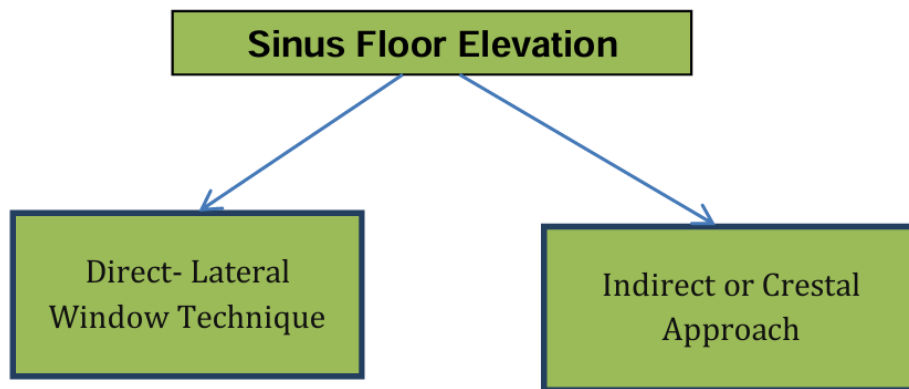 Sinus Floor Elevation
Direct- Lateral
Window Technique
Indirect or Crestal
Approach